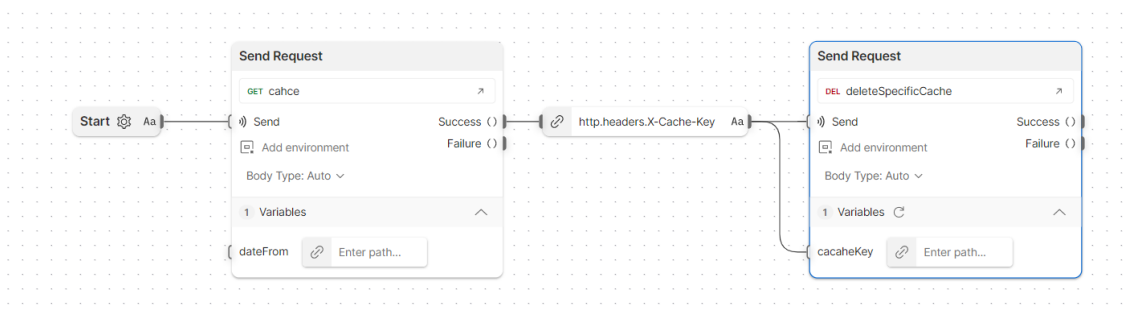 Send Request
GET cahce
Start Aa
Send
Success ()
Add environment
Failure ()
Body Type: Auto
1 Variables
dateFrom Enter path...
http.headers.X-Cache-Key Aa
Send Request
DEL deleteSpecificCache
Send
Success ()
Add environment
Failure ()
Body Type: Auto
1 Variables
cacaheKey Enter path...